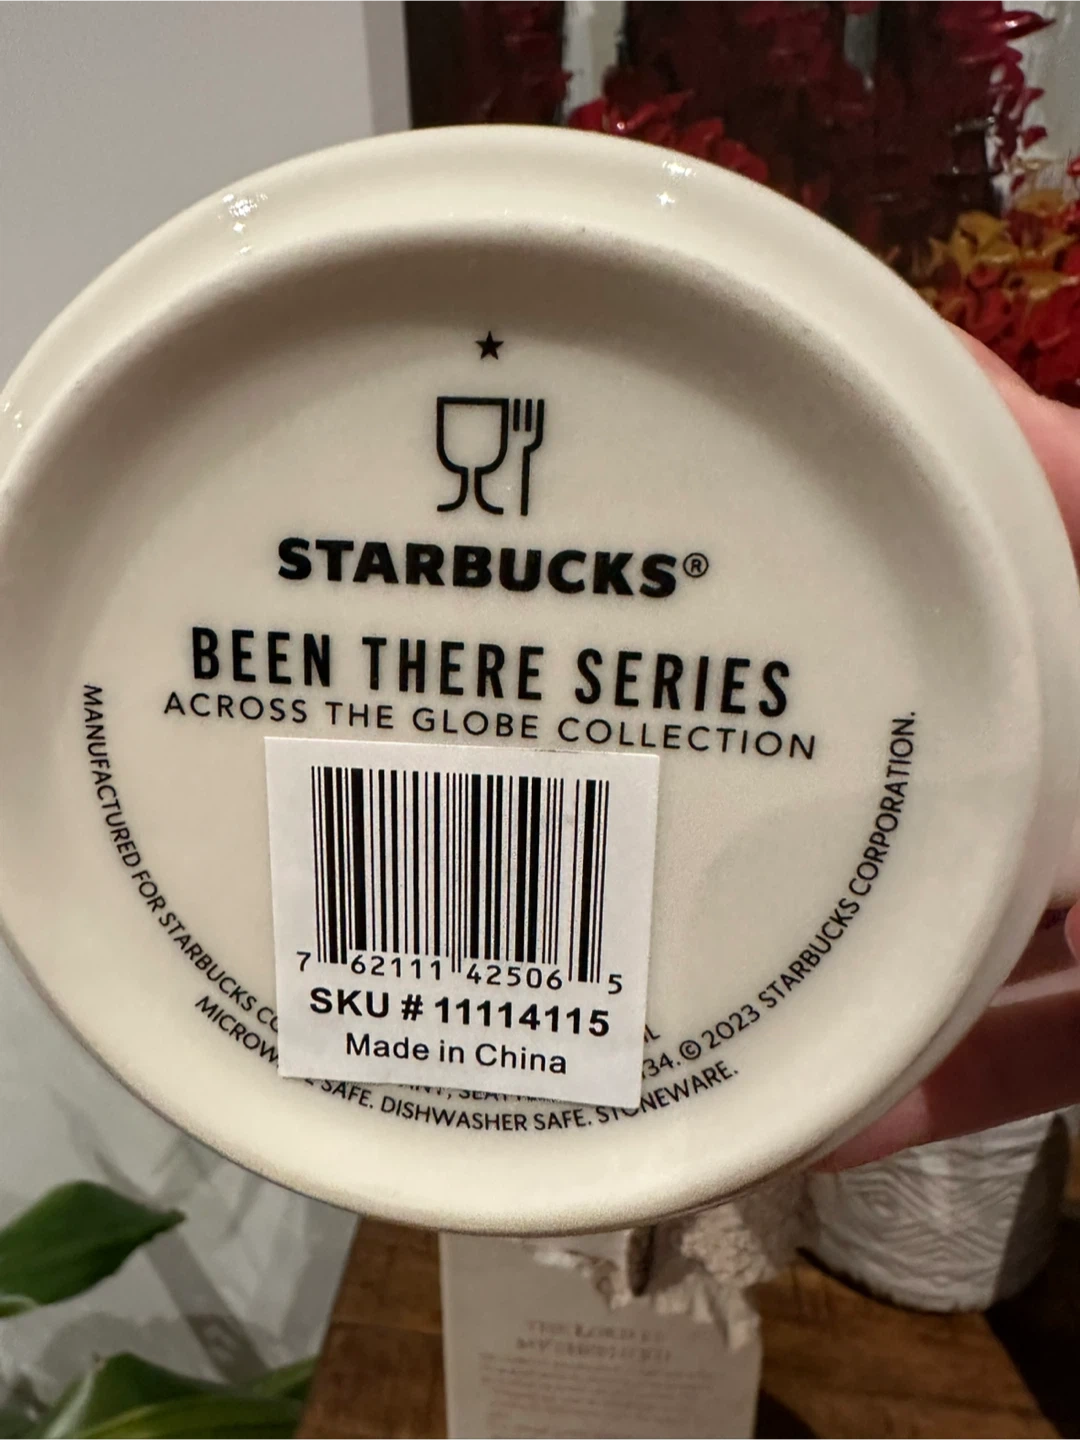 STARBUCKS®
BEEN THERE SERIES
ACROSS THE GLOBE COLLECTION
7 62111 42506 5
SKU # 11114115
Made in China
MANUFACTURED FOR STARBUCKS
34. © 2023 STARBUCKS CORPORATION.
SAFE. DISHWASHER SAFE. STONEWARE.